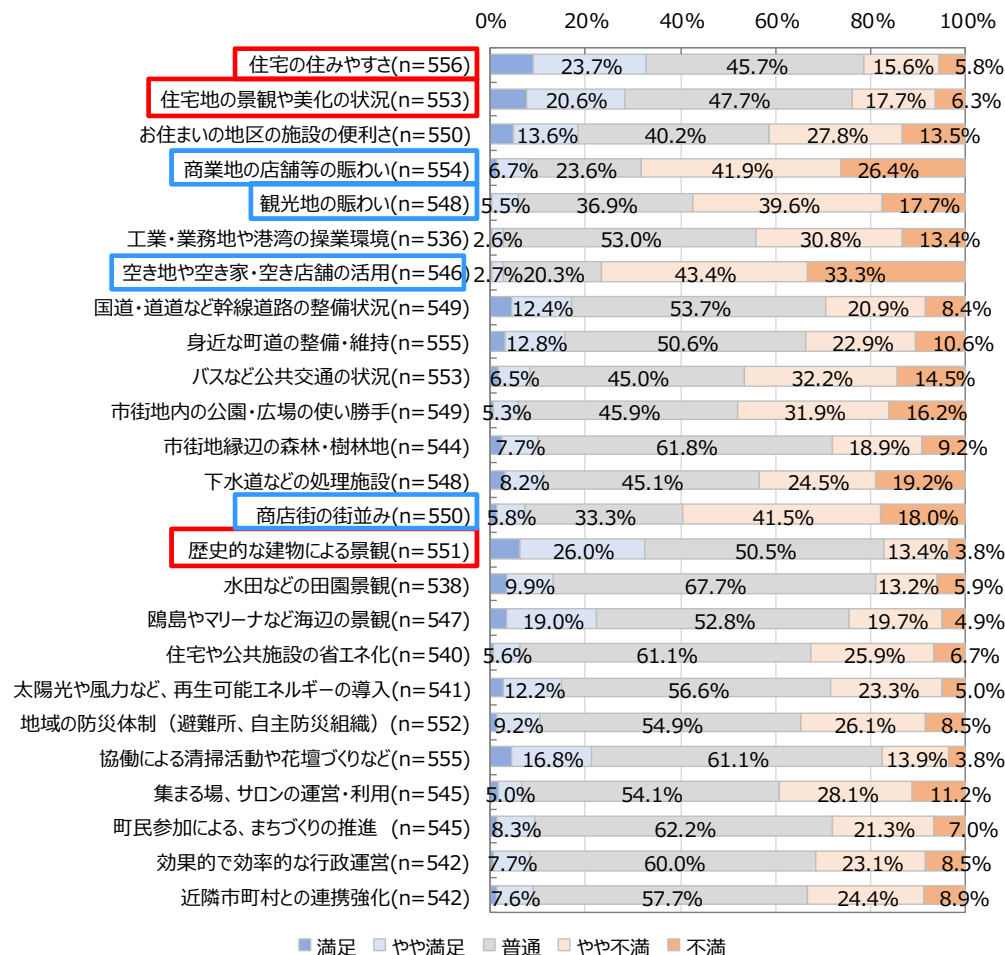 0% 20% 40% 60% 80% 100%
住宅の住みやすさ(n=556) 23.7% 45.7% 15.6% 5.8%
住宅地の景観や美化の状況(n=553) 20.6% 47.7% 17.7% 6.3%
お住まいの地区の施設の便利さ(n=550) 13.6% 40.2% 27.8% 13.5%
商業地の店舗等の賑わい(n=554) 6.7% 23.6% 41.9% 26.4%
観光地の賑わい(n=548) 5.5% 36.9% 39.6% 17.7%
工業・業務地や港湾の操業環境(n=536) 2.6% 53.0% 30.8% 13.4%
空き地や空き家・空き店舗の活用(n=546) 2.7% 20.3% 43.4% 33.3%
国道・道道など幹線道路の整備状況(n=549) 12.4% 53.7% 20.9% 8.4%
身近な町道の整備・維持(n=555) 12.8% 50.6% 22.9% 10.6%
バスなど公共交通の状況(n=553) 6.5% 45.0% 32.2% 14.5%
市街地内の公園・広場の使い勝手(n=549) 5.3% 45.9% 31.9% 16.2%
市街地縁辺の森林・樹林地(n=544) 7.7% 61.8% 18.9% 9.2%
下水道などの処理施設(n=548) 8.2% 45.1% 24.5% 19.2%
商店街の街並み(n=550) 5.8% 33.3% 41.5% 18.0%
歴史的な建物による景観(n=551) 26.0% 50.5% 13.4% 3.8%
水田などの田園景観(n=538) 9.9% 67.7% 13.2% 5.9%
鴎島やマリーナなど海辺の景観(n=547) 19.0% 52.8% 19.7% 4.9%
住宅や公共施設の省エネ化(n=540) 5.6% 61.1% 25.9% 6.7%
太陽光や風力など、再生可能エネルギーの導入(n=541) 12.2% 56.6% 23.3% 5.0%
地域の防災体制（避難所、自主防災組織）(n=552) 9.2% 54.9% 26.1% 8.5%
協働による清掃活動や花壇づくりなど(n=555) 16.8% 61.1% 13.9% 3.8%
集まる場、サロンの運営・利用(n=545) 5.0% 54.1% 28.1% 11.2%
町民参加による、まちづくりの推進 (n=545) 8.3% 62.2% 21.3% 7.0%
効果的で効率的な行政運営(n=542) 7.7% 60.0% 23.1% 8.5%
近隣市町村との連携強化(n=542) 7.6% 57.7% 24.4% 8.9%
満足 やや満足 普通 やや不満 不満